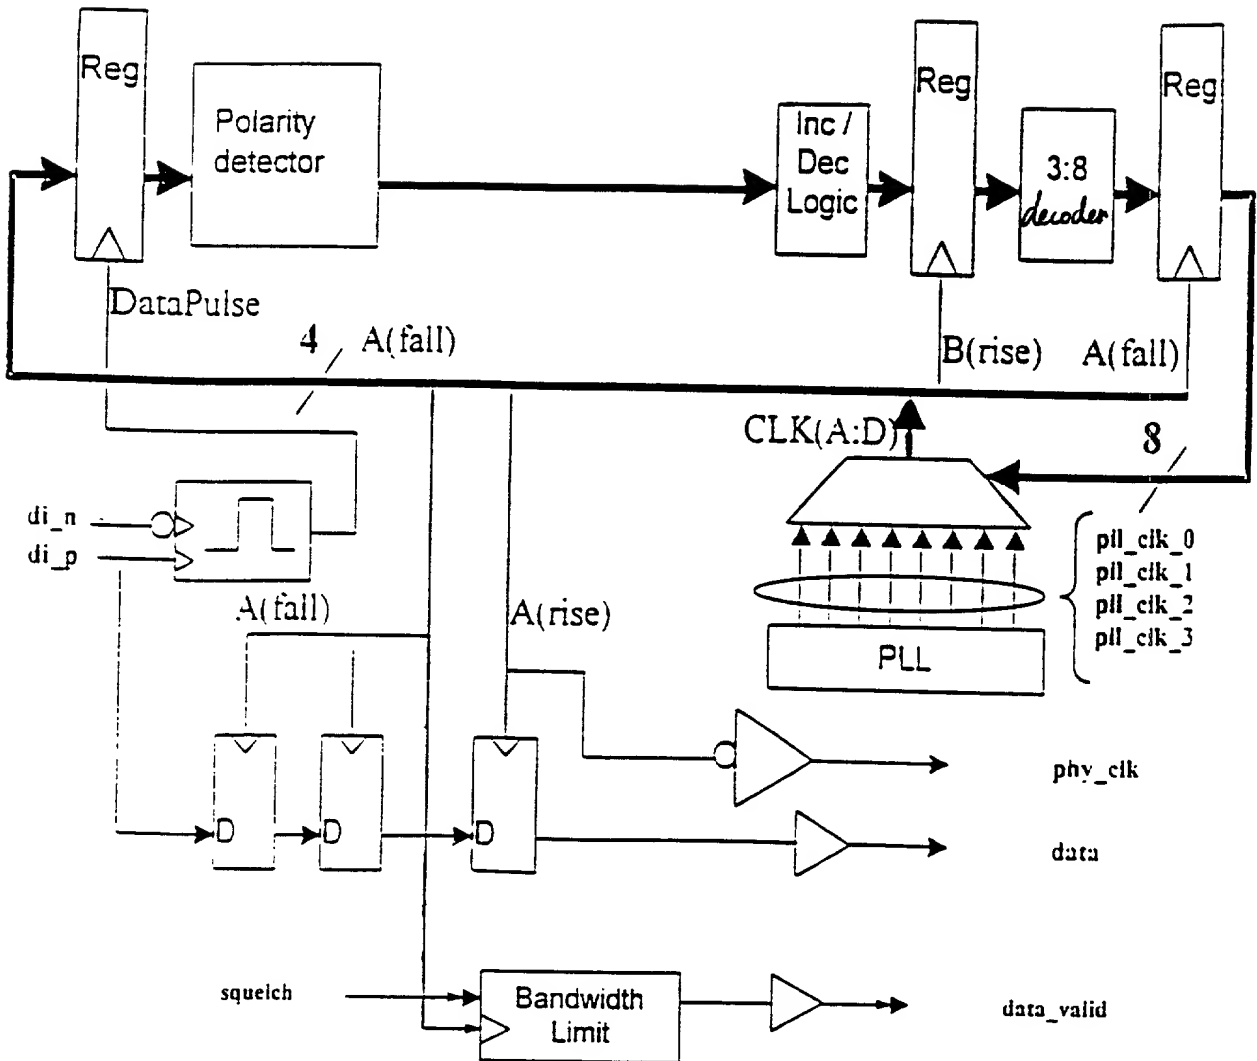 Reg
Polarity
detector
Inc /
Dec
Logic
Reg
3:8
decoder
Reg
DataPulse
4
A(fall)
B(rise)
A(fall)
CLK(A:D)
8
di_n
di_p
A(fall)
A(rise)
pll_clk_0
pll_clk_1
pll_clk_2
pll_clk_3
PLL
phy_clk
D
D
D
data
squelch
Bandwidth
Limit
data_valid